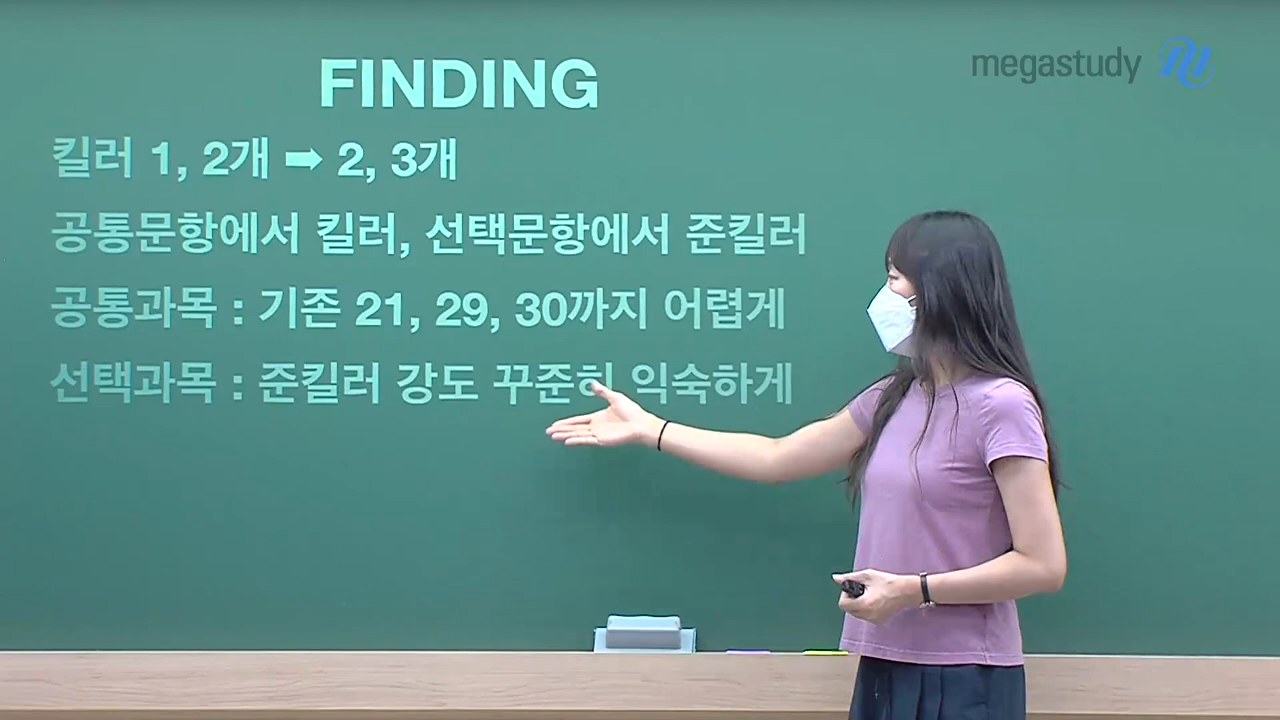 megastudy
FINDING
킬러 1, 2개 ➡ 2, 3개
공통문항에서 킬러, 선택문항에서 준킬러
공통과목 : 기존 21, 29, 30까지 어렵게
선택과목 : 준킬러 강도 꾸준히 익숙하게